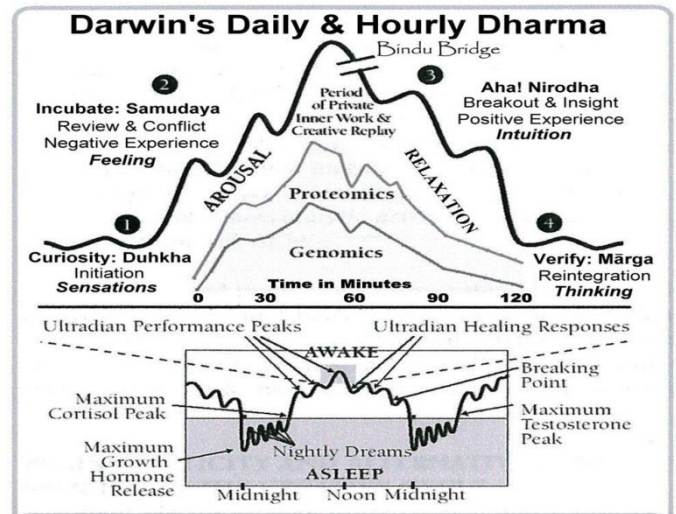 Darwin's Daily & Hourly Dharma
Bindu Bridge
2
3
Incubate: Samudaya
Review & Conflict
Negative Experience
Feeling
Period
of Private
Inner Work &
Creative Replay
Aha! Nirodha
Breakout & Insight
Positive Experience
Intuition
AROUSAL
RELAXATION
Proteomics
Genomics
1
Curiosity: Duhkha
Initiation
Sensations
4
Verify: Mārga
Reintegration
Thinking
Time in Minutes
0 30 60 90 120
Ultradian Performance Peaks
Ultradian Healing Responses
AWAKE
Breaking
Point
Maximum
Cortisol Peak
Maximum
Testosterone
Peak
Maximum
Growth
Hormone
Release
Nightly Dreams
ASLEEP
Midnight Noon Midnight